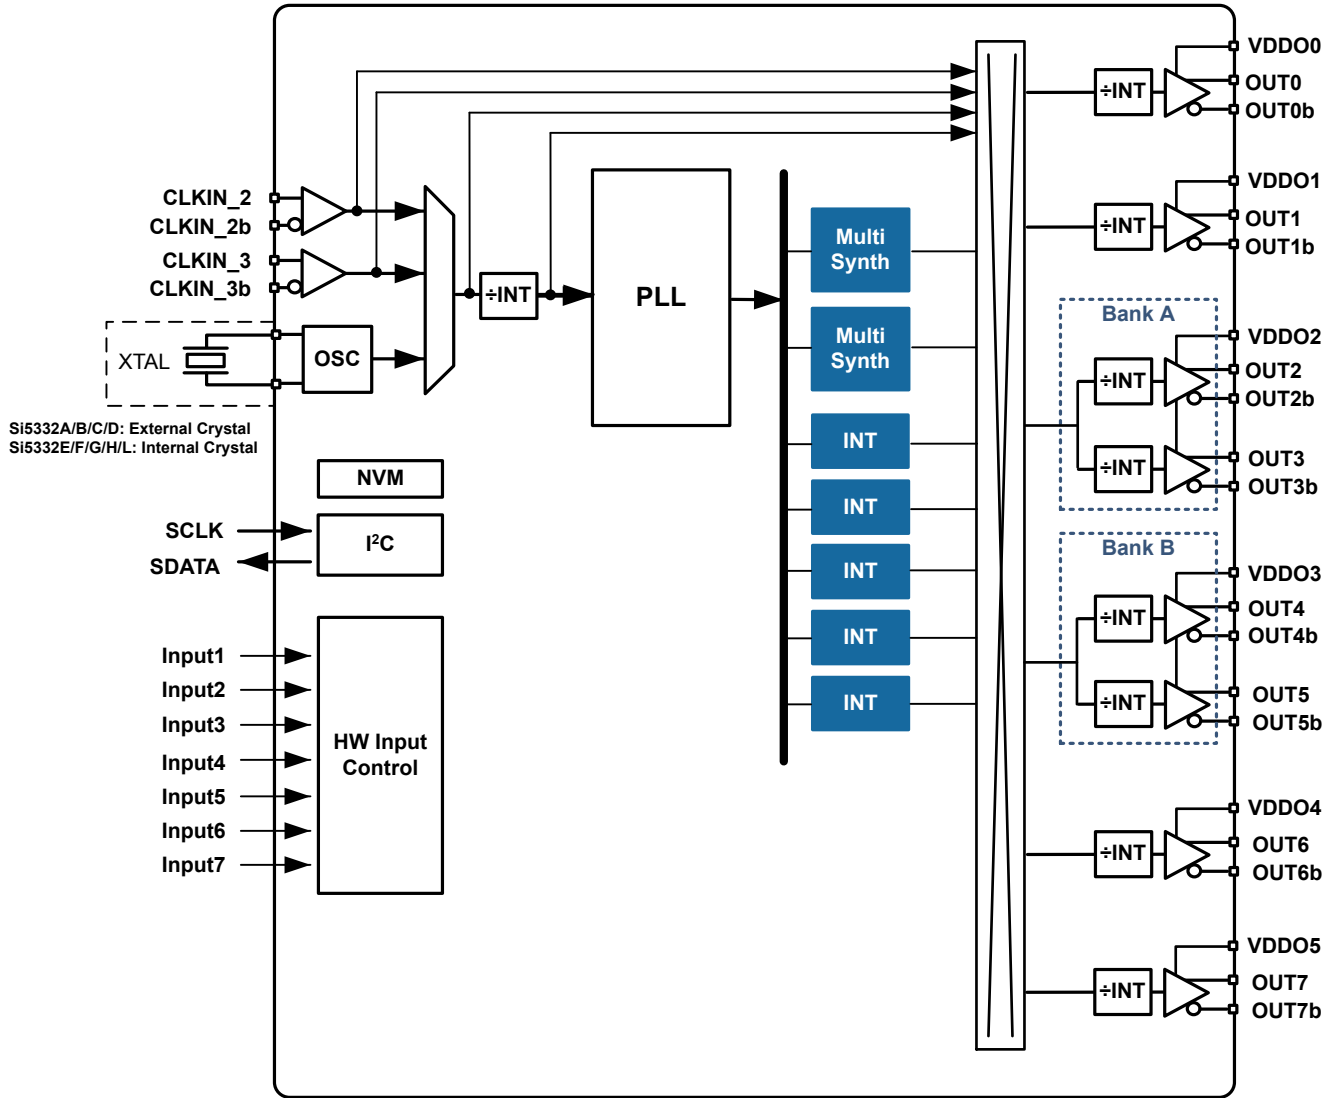 VDDO0
OUT0
÷INT
OUT0b
CLKIN_2
CLKIN_2b
CLKIN_3
CLKIN_3b
XTAL
OSC
÷INT
PLL
Si5332A/B/C/D: External Crystal
Si5332E/F/G/H/L: Internal Crystal
NVM
SCLK
SDATA
I²C
Input1
Input2
Input3
Input4
Input5
Input6
Input7
HW Input
Control
Multi
Synth
Multi
Synth
INT
INT
INT
INT
INT
VDDO1
OUT1
÷INT
OUT1b
Bank A
VDDO2
OUT2
÷INT
OUT2b
OUT3
÷INT
OUT3b
Bank B
VDDO3
OUT4
÷INT
OUT4b
OUT5
÷INT
OUT5b
VDDO4
OUT6
÷INT
OUT6b
VDDO5
OUT7
÷INT
OUT7b